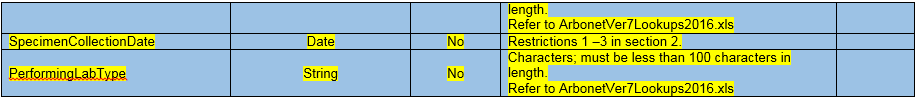 length.
Refer to ArbonetVer7Lookups2016.xls
SpecimenCollectionDate Date No Restrictions 1 –3 in section 2.
PerformingLabType String No Characters; must be less than 100 characters in
length.
Refer to ArbonetVer7Lookups2016.xls